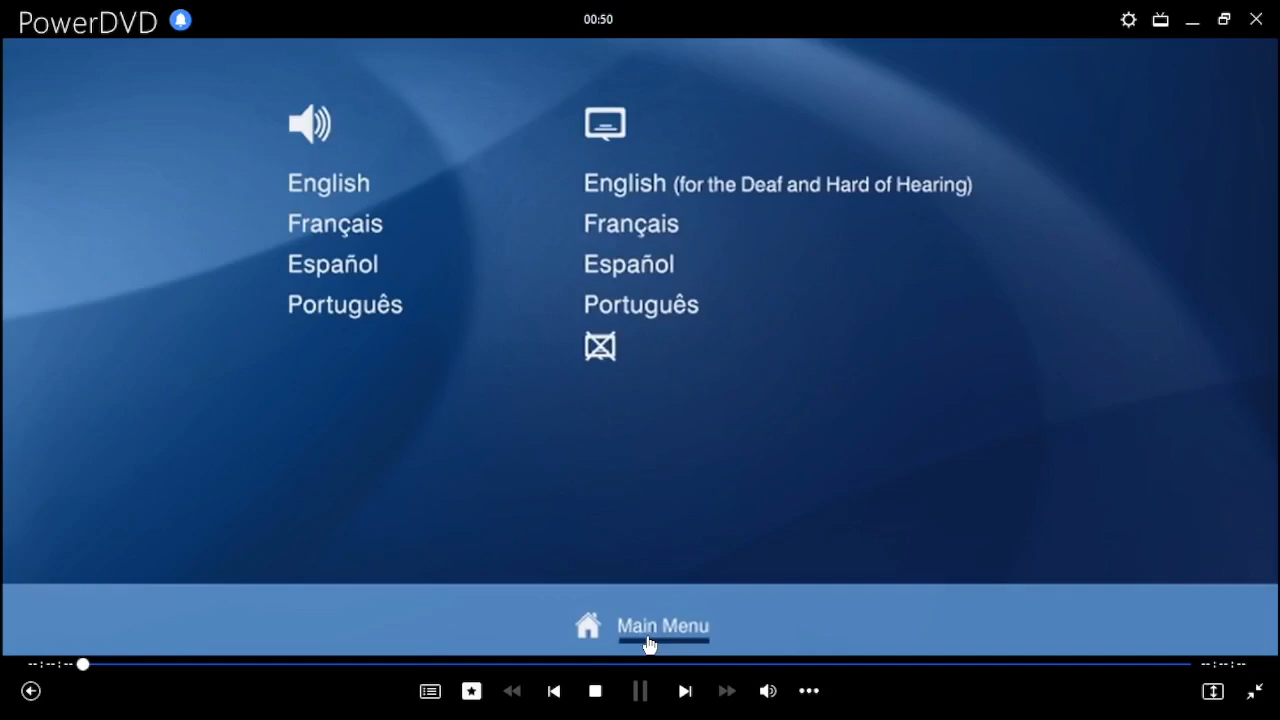 PowerDVD
00:50
English
English (for the Deaf and Hard of Hearing)
Français
Français
Español
Español
Português
Português
Main Menu
--:--:--
--:--:--